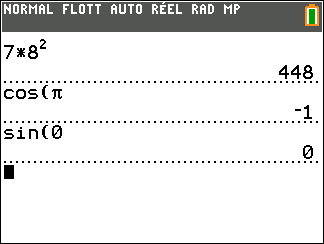 NORMAL FLOTT AUTO RÉEL RAD MP
7*8²
448
cos(π
-1
sin(0
0